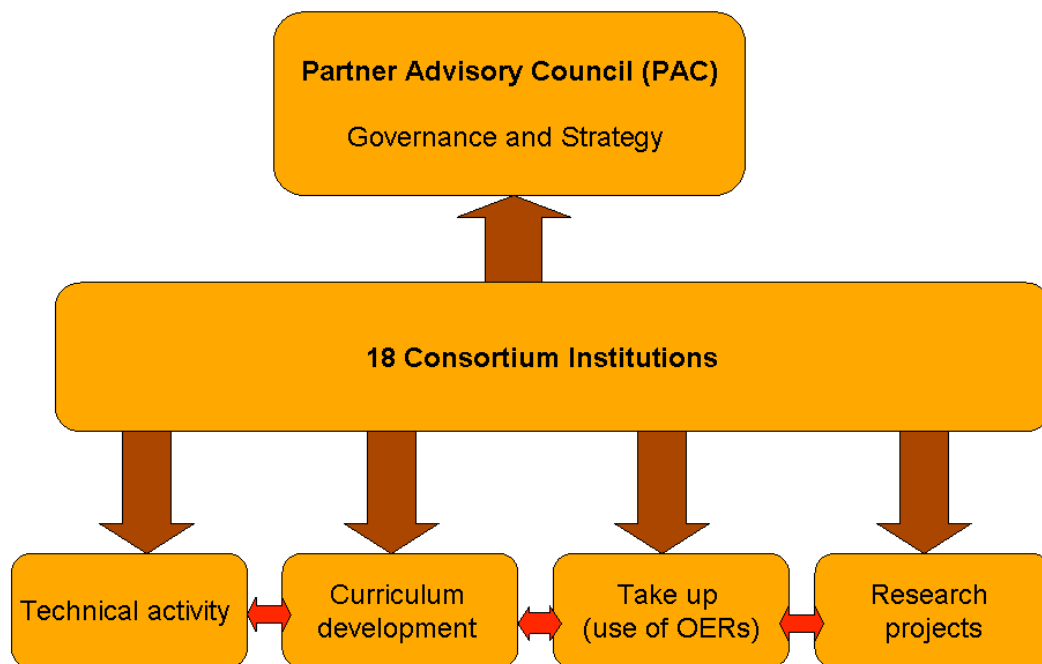 Partner Advisory Council (PAC)
Governance and Strategy
18 Consortium Institutions
Technical activity
Curriculum
development
Take up
(use of OERs)
Research
projects